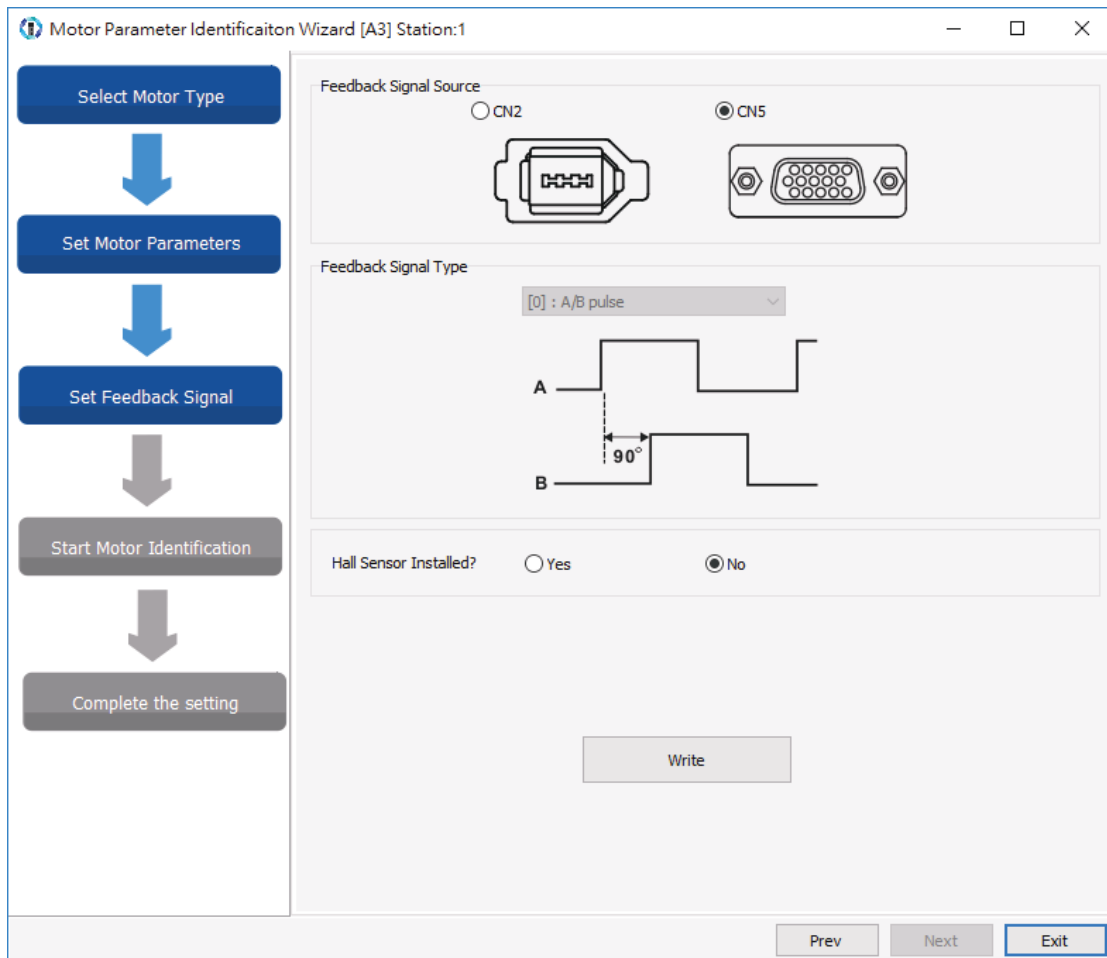 Motor Parameter Identificaiton Wizard [A3] Station:1
Select Motor Type
Set Motor Parameters
Set Feedback Signal
Start Motor Identification
Complete the setting
Feedback Signal Source
CN2 CN5
Feedback Signal Type
[0] : A/B pulse
A
90°
B
Hall Sensor Installed? Yes No
Write
Prev Next Exit